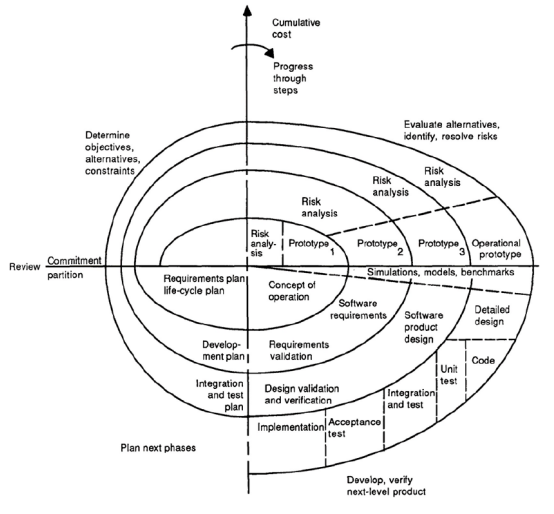 Cumulative
cost
Progress
through
steps
Evaluate alternatives,
identify, resolve risks
Determine
objectives,
alternatives,
constraints
Risk
analysis
Risk
analysis
Risk
analysis
Risk
analy-
sis
Prototype
1
Prototype
2
Prototype
3
Operational
prototype
Review
Commitment
partition
Simulations, models, benchmarks
Requirements plan
life-cycle plan
Concept of
operation
Software
requirements
Software
product
design
Detailed
design
Develop-
ment plan
Requirements
validation
Unit
test
Code
Integration
and test
plan
Design validation
and verification
Integration
and test
Implementation
Acceptance
test
Plan next phases
Develop, verify
next-level product